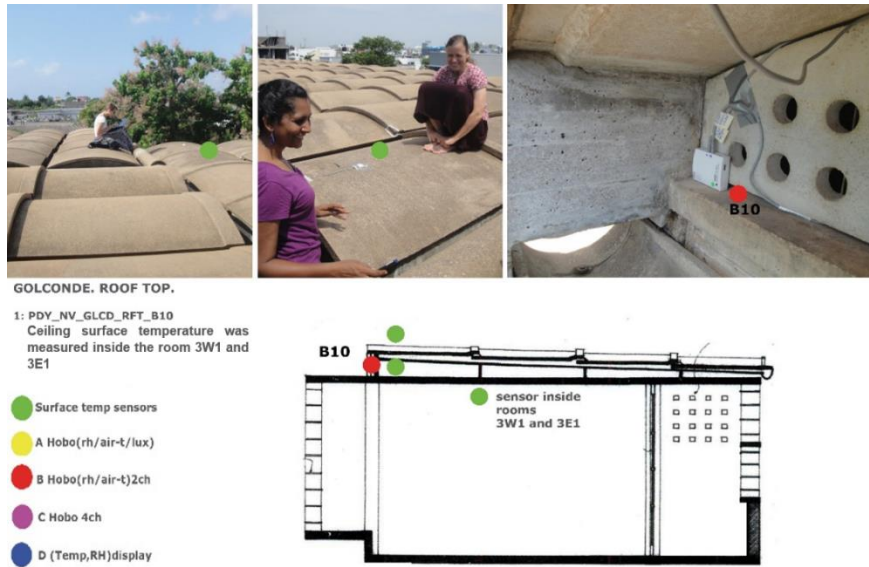 B10
GOLCONDE. ROOF TOP.
1: PDY_NV_GLCD_RFT_B10
Ceiling surface temperature was
measured inside the room 3W1 and
3E1
Surface temp sensors
A Hobo(rh/air-t/lux)
B Hobo(rh/air-t)2ch
C Hobo 4ch
D (Temp,RH)display
B10
sensor inside
rooms
3W1 and 3E1